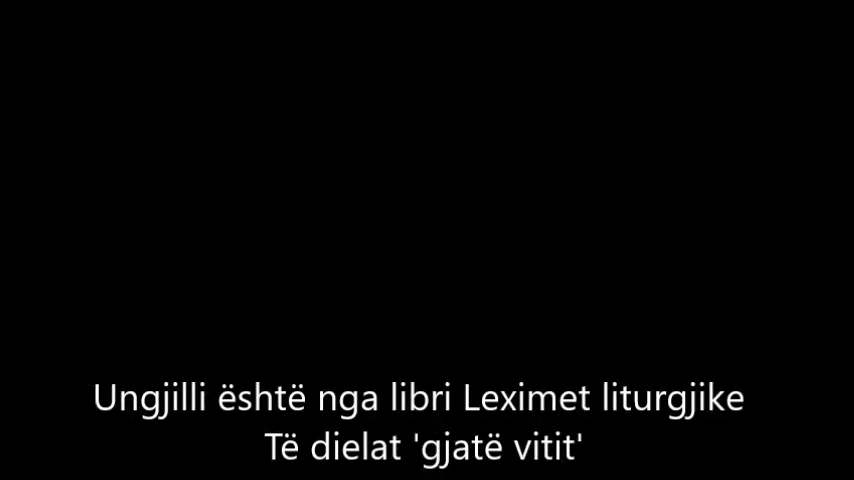 Ungjilli është nga libri Leximet liturgjike
Të dielat 'gjatë vitit'